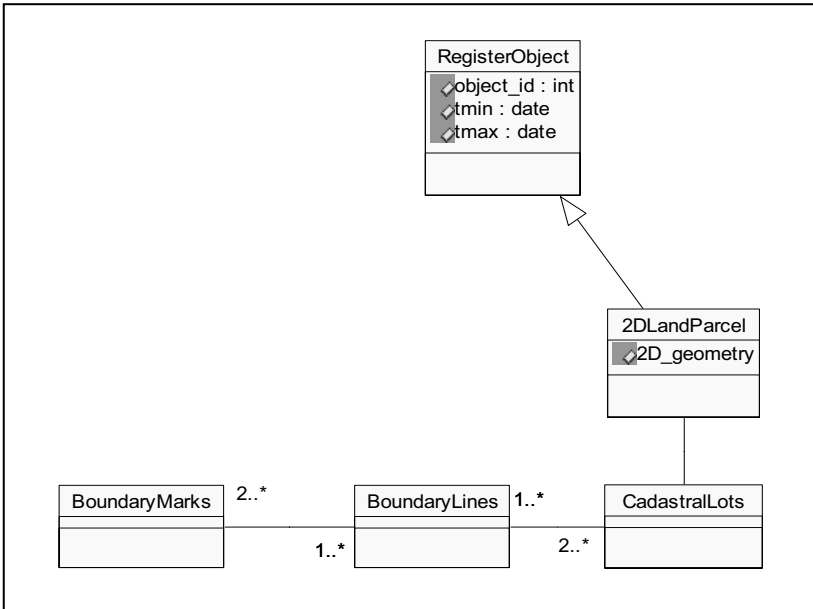 RegisterObject
object_id : int
tmin : date
tmax : date
2DLandParcel
2D_geometry
BoundaryMarks
2..*
1..*
BoundaryLines
1..*
2..*
CadastralLots